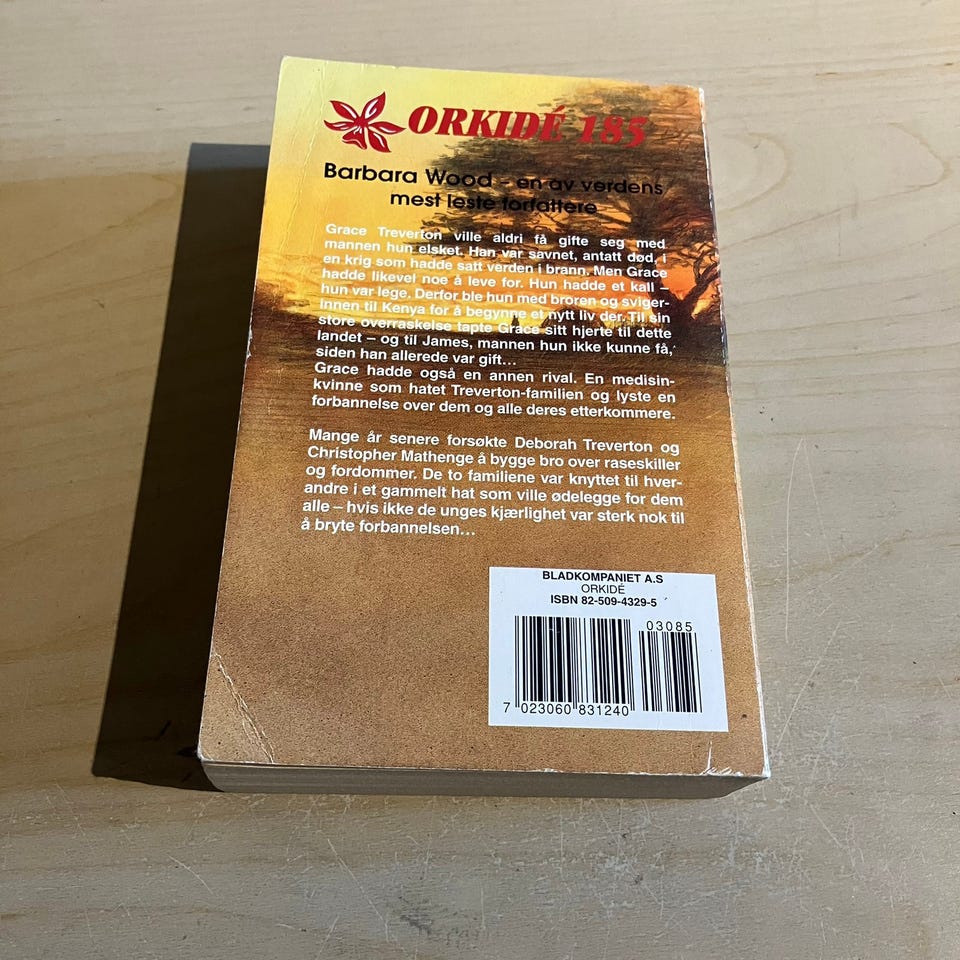 ORKIDÉ 185
Barbara Wood - en av verdens
mest leste forfattere
Grace Treverton ville aldri få gifte seg med
mannen hun elsket. Han var savnet, antatt død, i
en krig som hadde satt verden i brann. Men Grace
hadde likevel noe å leve for. Hun hadde et kall –
hun var lege. Derfor ble hun med broren og sviger-
innen til Kenya for å begynne et nytt liv der. Til sin
store overraskelse tapte Grace sitt hjerte til dette
landet – og til James, mannen hun ikke kunne få,
siden han allerede var gift...
Grace hadde også en annen rival. En medisin-
kvinne som hatet Treverton-familien og lyste en
forbannelse over dem og alle deres etterkommere.
Mange år senere forsøkte Deborah Treverton og
Christopher Mathenge å bygge bro over raseskiller
og fordommer. De to familiene var knyttet til hver-
andre i et gammelt hat som ville ødelegge for dem
alle – hvis ikke de unges kjærlighet var sterk nok til
å bryte forbannelsen...
BLADKOMPANIET A.S
ORKIDÉ
ISBN 82-509-4329-5
03085
7 023060 831240